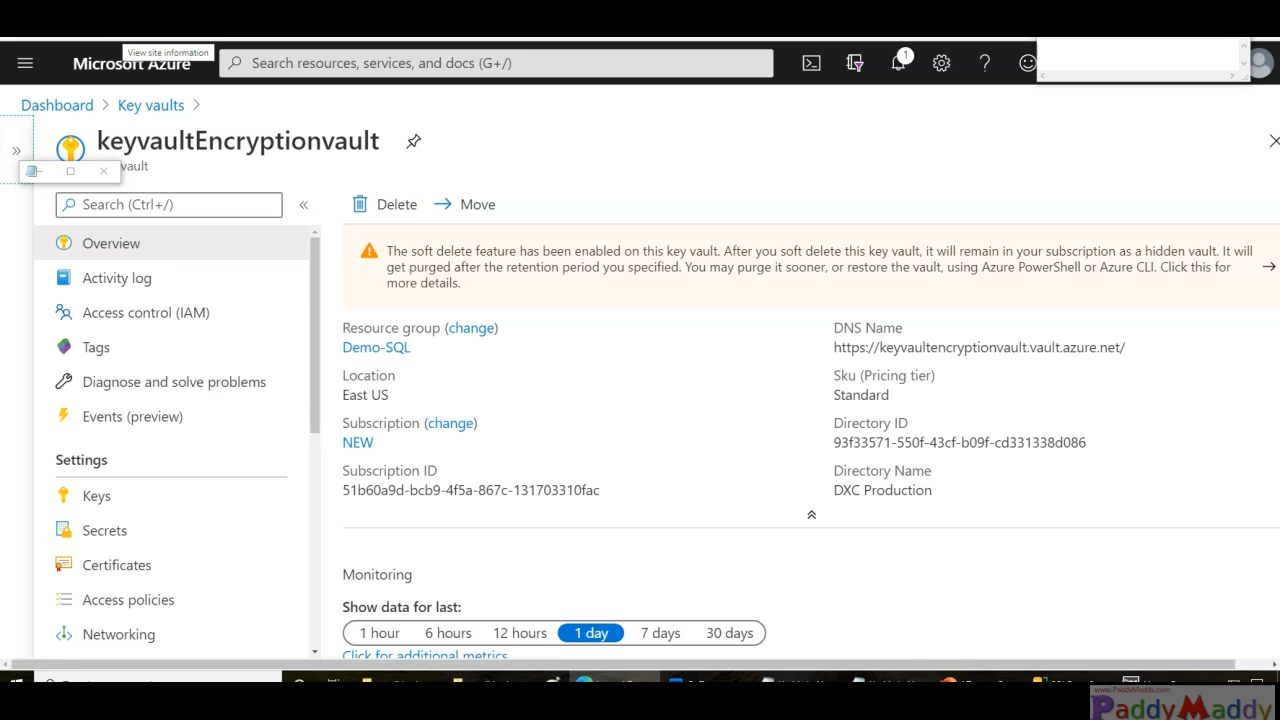 View site information
Microsoft Azure
Search resources, services, and docs (G+/)
1
Dashboard
Key vaults
keyvaultEncryptionvault
vault
Search (Ctrl+/)
«
Delete
Move
Overview
Activity log
Access control (IAM)
Tags
Diagnose and solve problems
Events (preview)
Settings
Keys
Secrets
Certificates
Access policies
Networking
The soft delete feature has been enabled on this key vault. After you soft delete this key vault, it will remain in your subscription as a hidden vault. It will
get purged after the retention period you specified. You may purge it sooner, or restore the vault, using Azure PowerShell or Azure CLI. Click this for
more details.
Resource group (change)
Demo-SQL
Location
East US
Subscription (change)
NEW
Subscription ID
51b60a9d-bcb9-4f5a-867c-131703310fac
DNS Name
https://keyvaultencryptionvault.vault.azure.net/
Sku (Pricing tier)
Standard
Directory ID
93f33571-550f-43cf-b09f-cd331338d086
Directory Name
DXC Production
Monitoring
Show data for last:
1 hour 6 hours 12 hours 1 day 7 days 30 days
Click for additional metrics
www.PaddyMaddy.com
PaddyMaddy